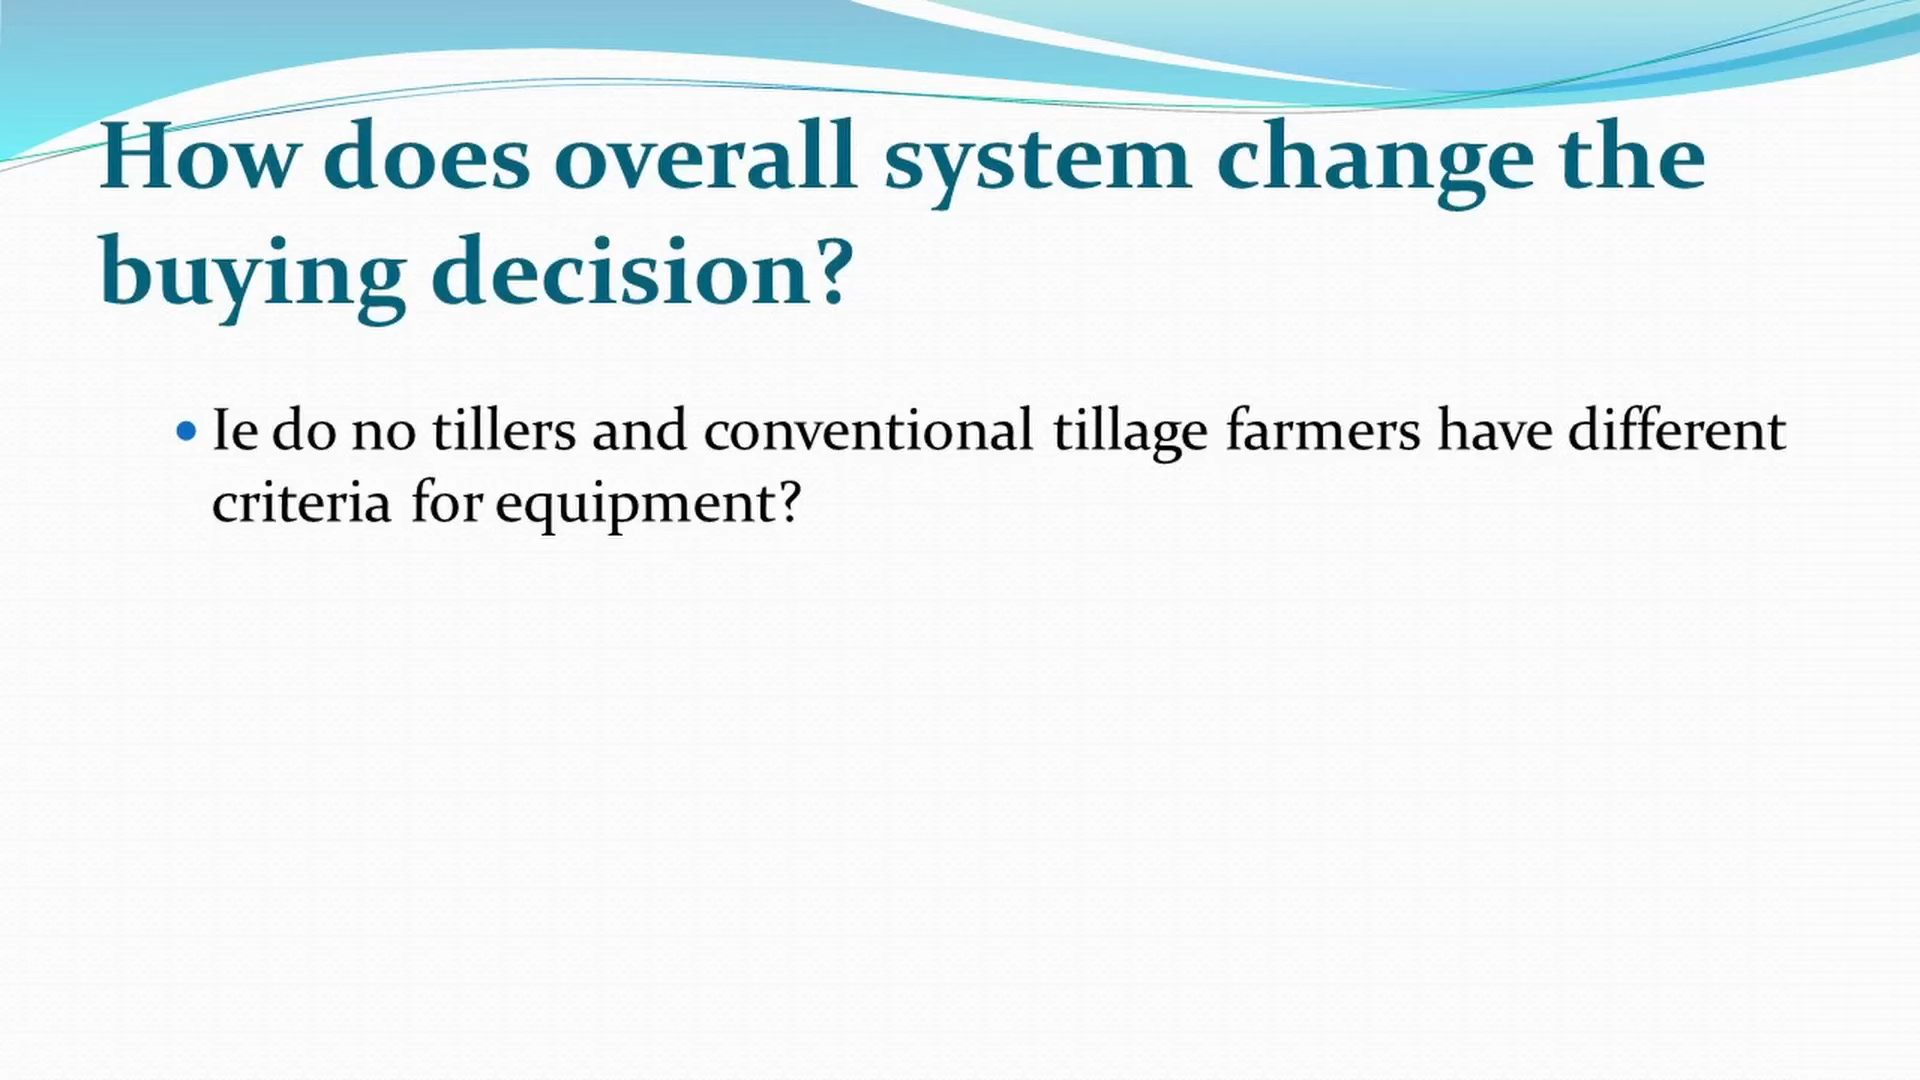 How does overall system change the
buying decision?
• Ie do no tillers and conventional tillage farmers have different
criteria for equipment?